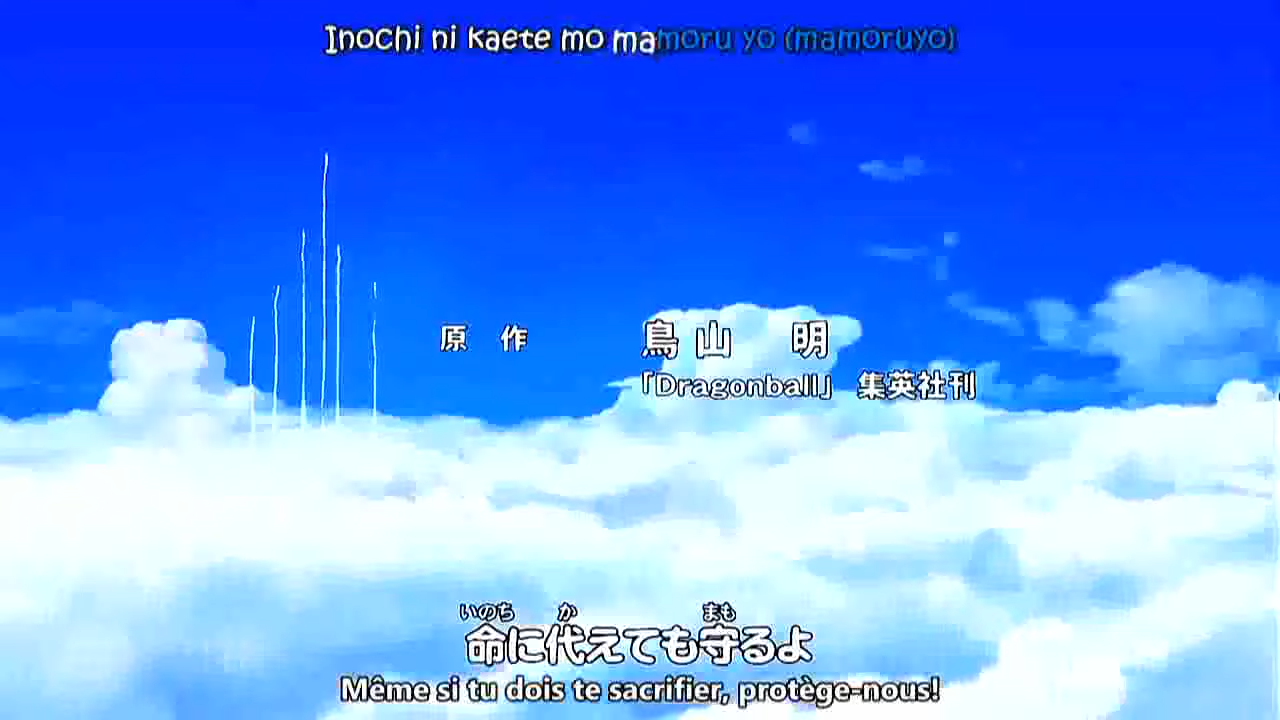 Inochi ni kaete mo mamoru yo (mamoruyo)
原 作 鳥山 明
「Dragonball」 集英社刊
いのち か まも
命に代えても守るよ
Même si tu dois te sacrifier, protège-nous!